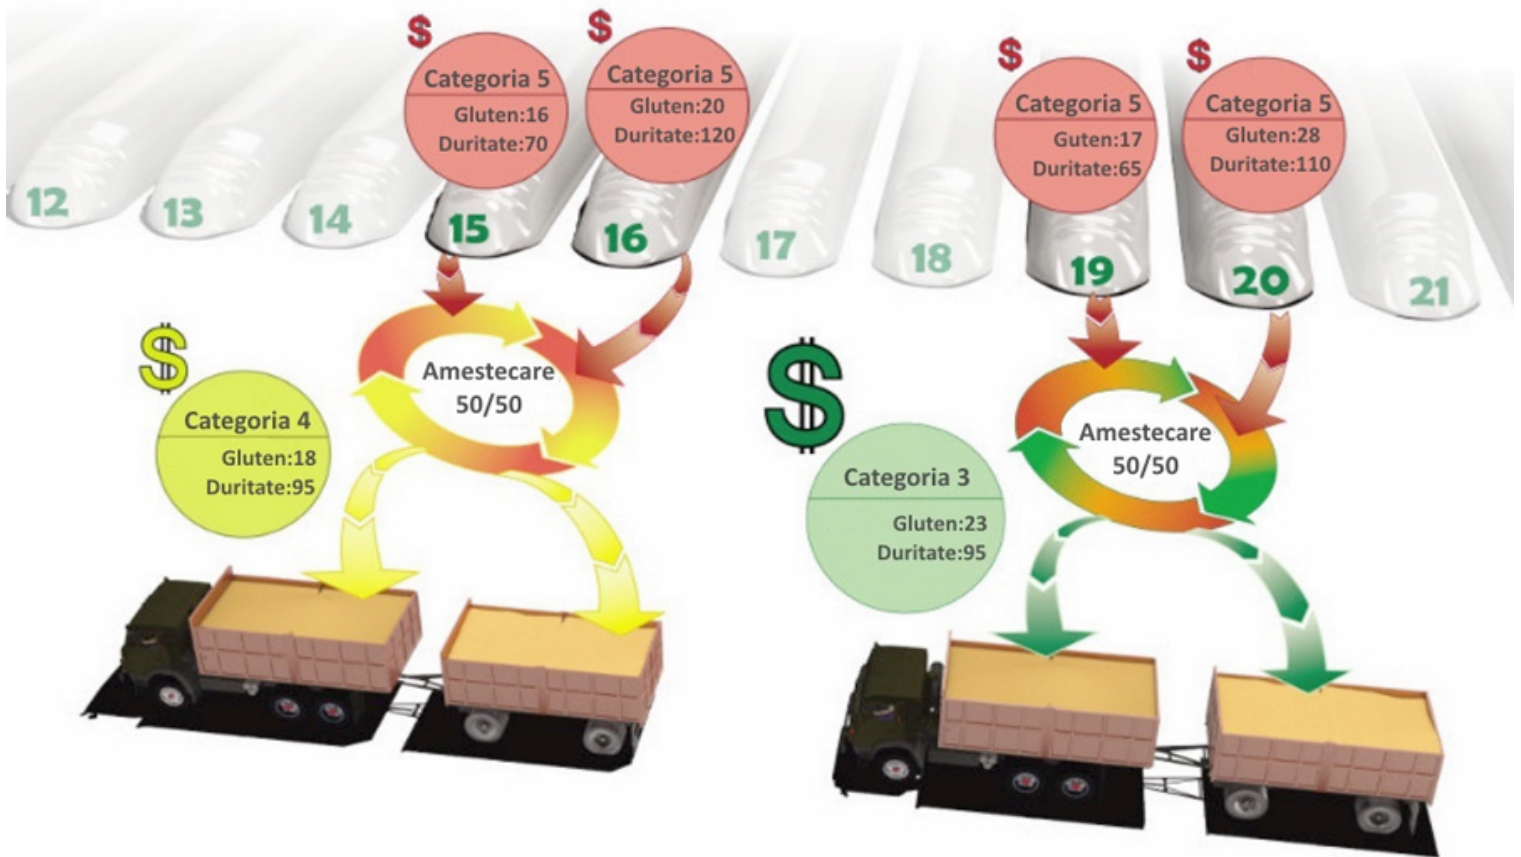 $
Categoria 5
Gluten:16
Duritate:70
$
Categoria 5
Gluten:20
Duritate:120
$
Categoria 5
Guten:17
Duritate:65
$
Categoria 5
Gluten:28
Duritate:110
12
13
14
15
16
17
18
19
20
21
$
Categoria 4
Gluten:18
Duritate:95
Amestecare
50/50
$
Categoria 3
Gluten:23
Duritate:95
Amestecare
50/50